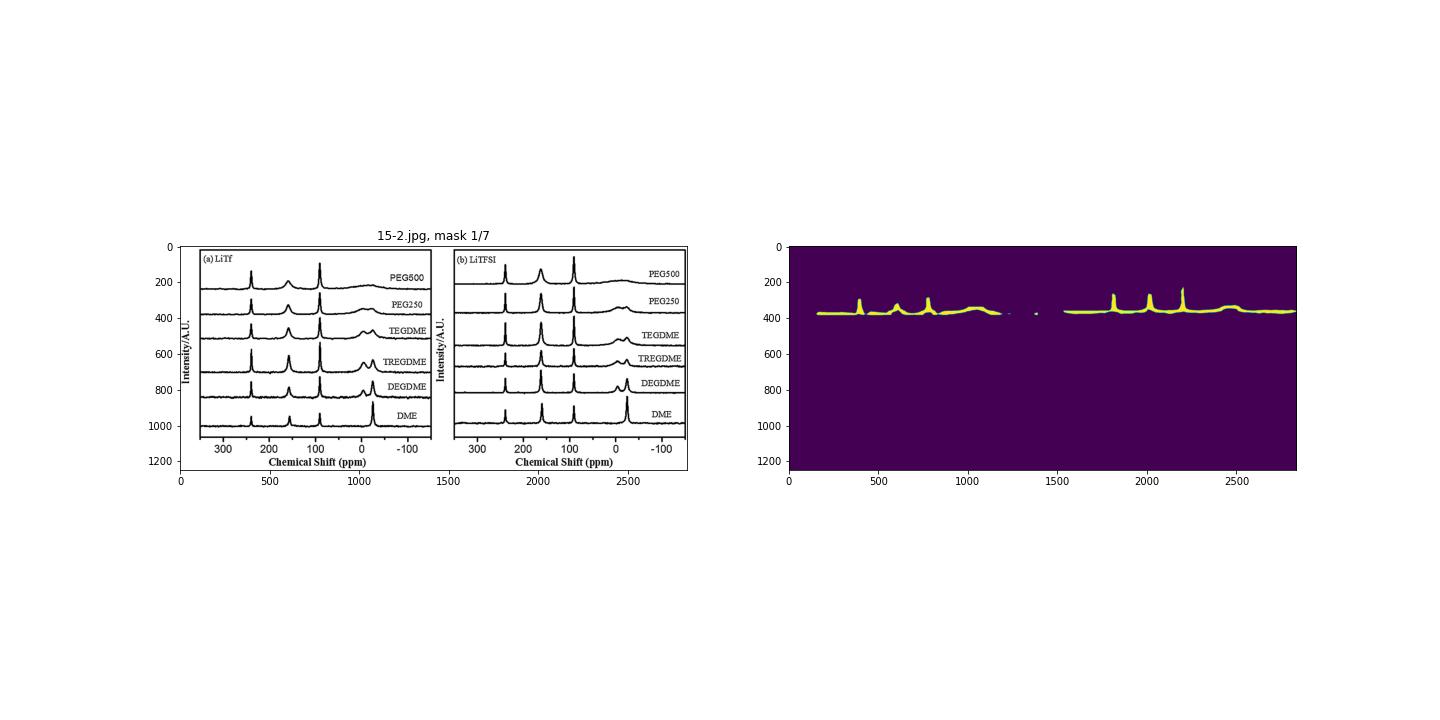 15-2.jpg, mask 1/7
0
200
400
600
800
1000
1200
0
500
1000
1500
2000
2500
Intensity/A.U.
(a) LiTf
PEG500
PEG250
TEGDME
TREGDME
DEGDME
DME
300 200 100 0 -100
Chemical Shift (ppm)
Intensity/A.U.
(b) LiTFSI
PEG500
PEG250
TEGDME
TREGDME
DEGDME
DME
300 200 100 0 -100
Chemical Shift (ppm)
0
200
400
600
800
1000
1200
0
500
1000
1500
2000
2500